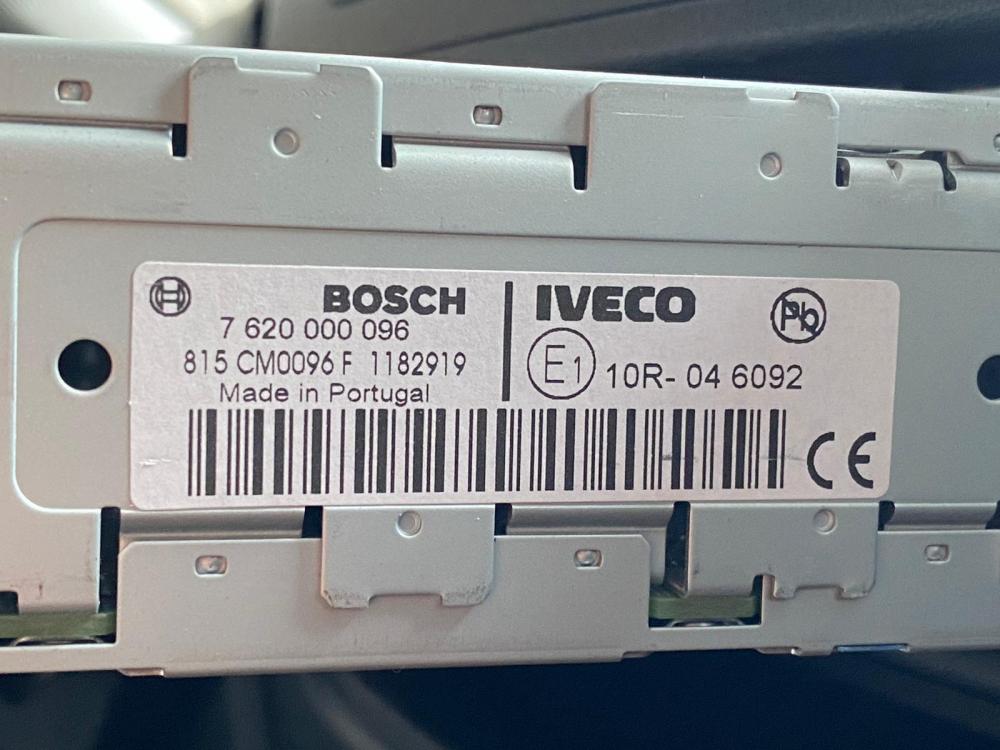 BOSCH
7 620 000 096
815 CM0096 F 1182919
Made in Portugal
IVECO
Pb
E1 10R- 04 6092
CE